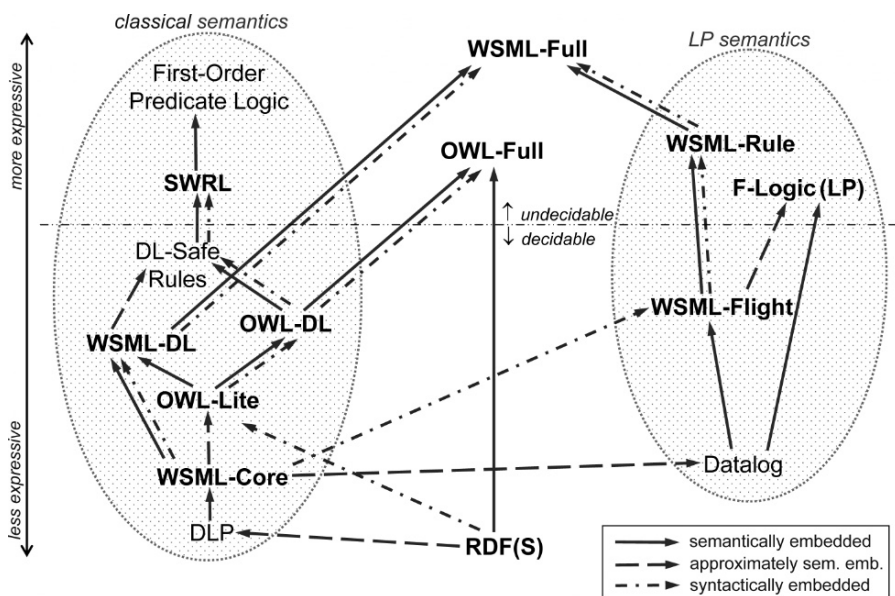 classical semantics
WSML-Full
LP semantics
more expressive
First-Order
Predicate Logic
WSML-Rule
OWL-Full
SWRL
F-Logic (LP)
undecidable
decidable
DL-Safe
Rules
WSML-Flight
OWL-DL
WSML-DL
OWL-Lite
less expressive
WSML-Core
Datalog
DLP
RDF(S)
semantically embedded
approximately sem. emb.
syntactically embedded